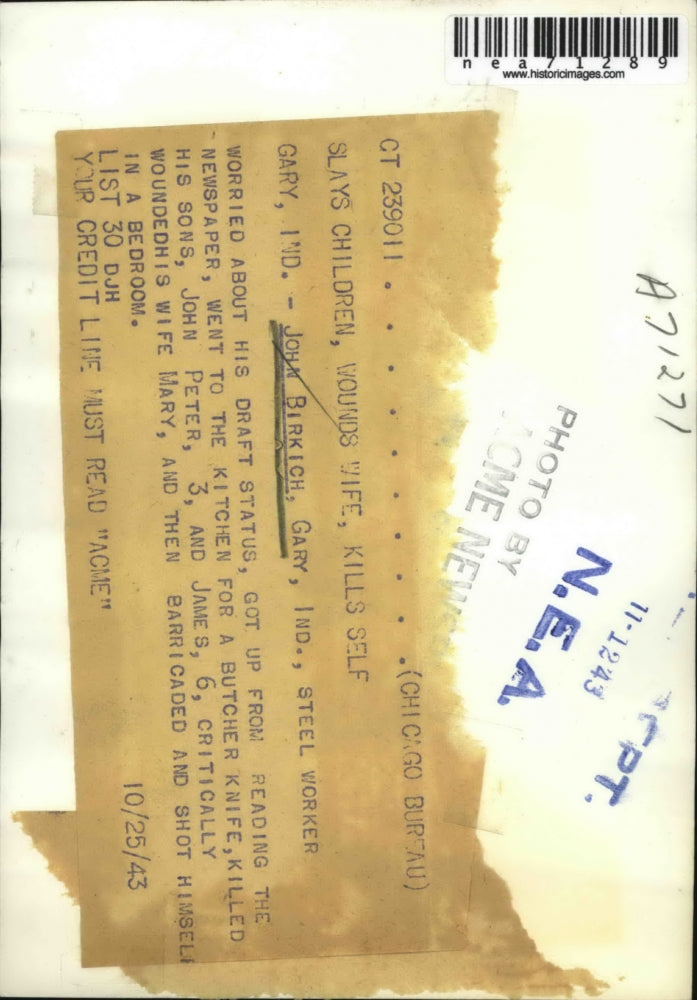 nea71289
www.historicimages.com
A71271
PHOTO BY
ACME NEW
N.E.A.
11-1243
PT.
CT 239011 . . . . . . . .(CHICAGO BUREAU)
SLAYS CHILDREN, WOUNDS WIFE, KILLS SELF
GARY, IND. - JOHN BIRKICH, GARY, IND., STEEL WORKER
WORRIED ABOUT HIS DRAFT STATUS, GOT UP FROM READING THE
NEWSPAPER, WENT TO THE KITCHEN FOR A BUTCHER KNIFE,KILLED
HIS SONS, JOHN PETER, 3, AND JAMES, 6, CRITICALLY
WOUNDEDHIS WIFE MARY, AND THEN BARRICADED AND SHOT HIMSELF
IN A BEDROOM.
LIST 30 DJH 10/25/43
YOUR CREDIT LINE MUST READ "ACME"